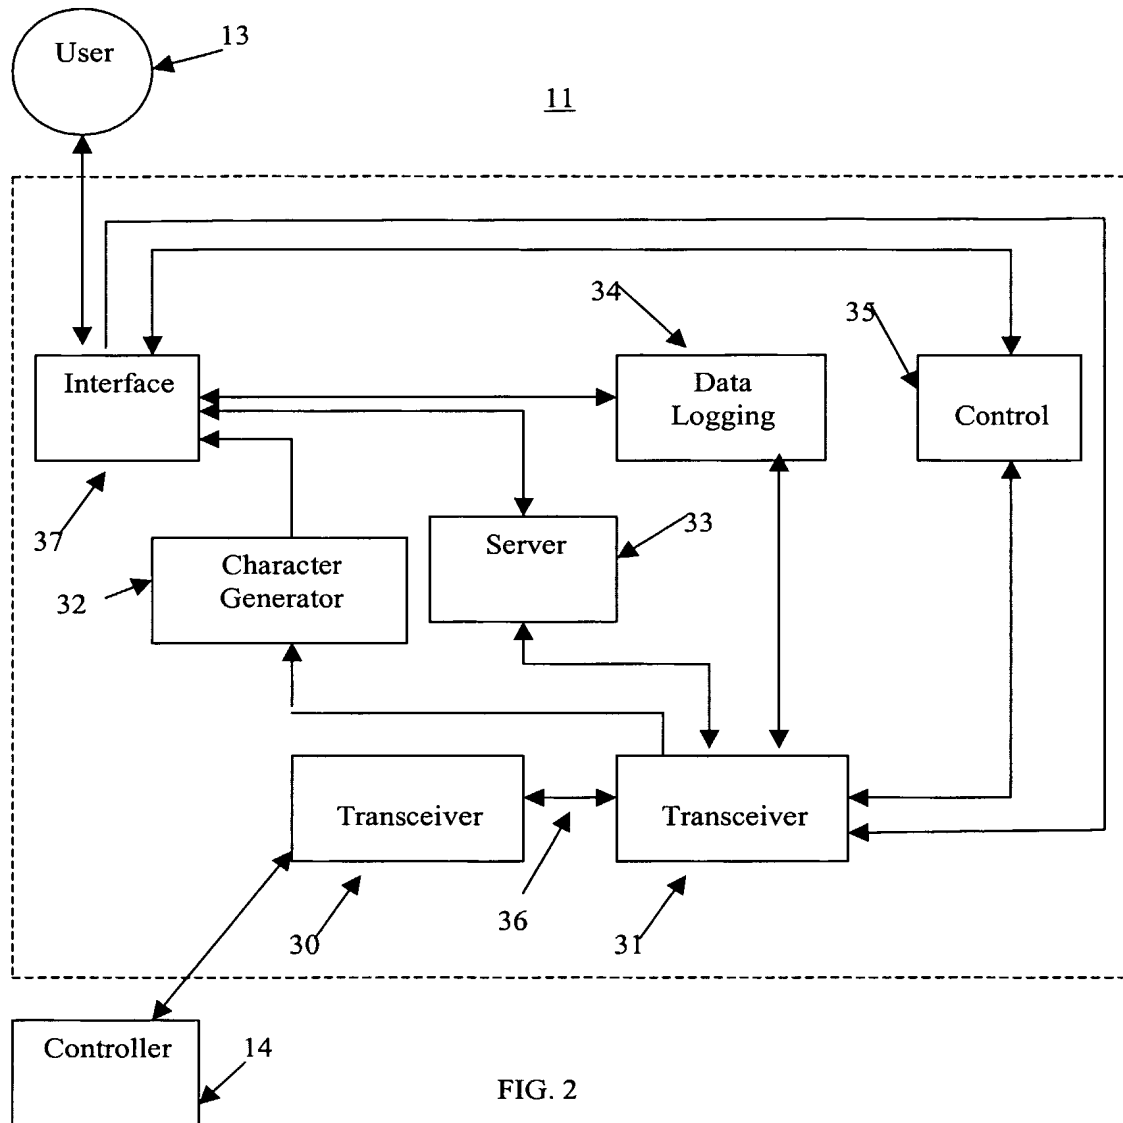 User
13
11
34
35
Interface
Data
Logging
Control
37
Server
33
32
Character
Generator
Transceiver
Transceiver
36
30
31
Controller
14
FIG. 2